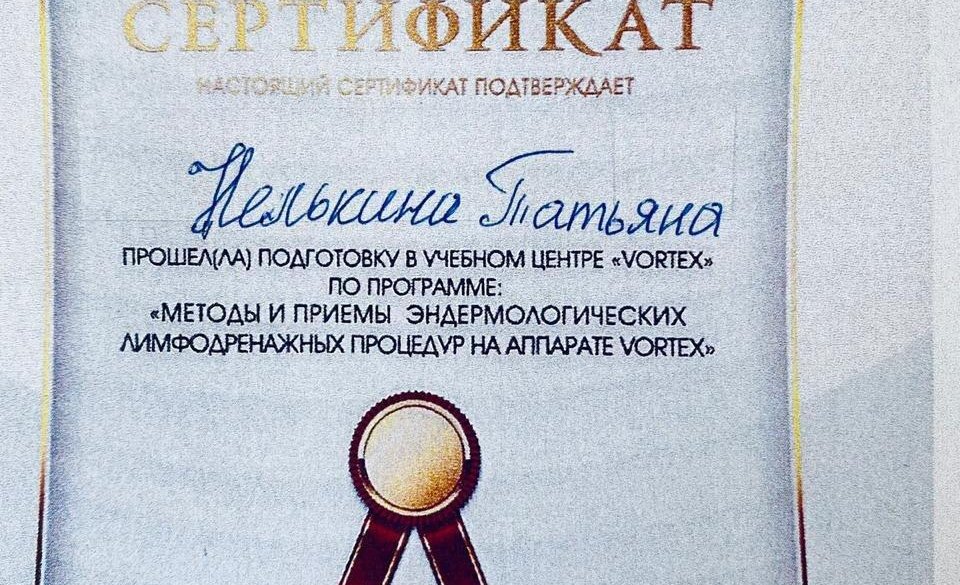 СЕРТИФИКАТ
НАСТОЯЩИЙ СЕРТИФИКАТ ПОДТВЕРЖДАЕТ
Нелькина Татьяна
ПРОШЕЛ(ЛА) ПОДГОТОВКУ В УЧЕБНОМ ЦЕНТРЕ «VORTEX»
ПО ПРОГРАММЕ:
«МЕТОДЫ И ПРИЕМЫ ЭНДЕРМОЛОГИЧЕСКИХ
ЛИМФОДРЕНАЖНЫХ ПРОЦЕДУР НА АППАРАТЕ VORTEX»